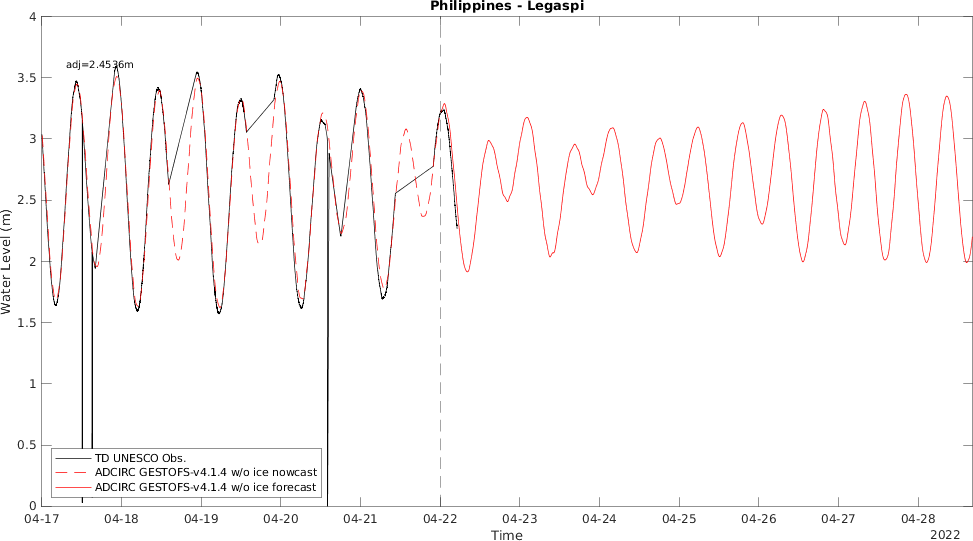 Philippines - Legaspi
4
3.5
3
2.5
2
1.5
1
0.5
0
Water Level (m)
adj=2.4536m
TD UNESCO Obs.
ADCIRC GESTOFS-v4.1.4 w/o ice nowcast
ADCIRC GESTOFS-v4.1.4 w/o ice forecast
04-17 04-18 04-19 04-20 04-21 04-22 04-23 04-24 04-25 04-26 04-27 04-28
Time
2022